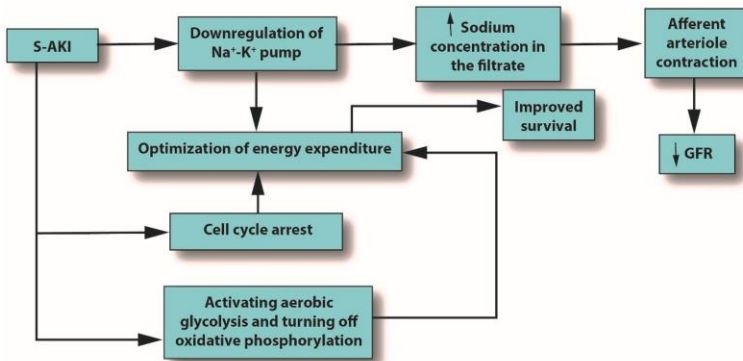 S-AKI
Downregulation of
Na⁺-K⁺ pump
↑ Sodium
concentration in
the filtrate
Afferent
arteriole
contraction
Improved
survival
Optimization of energy expenditure
↓ GFR
Cell cycle arrest
Activating aerobic
glycolysis and turning off
oxidative phosphorylation